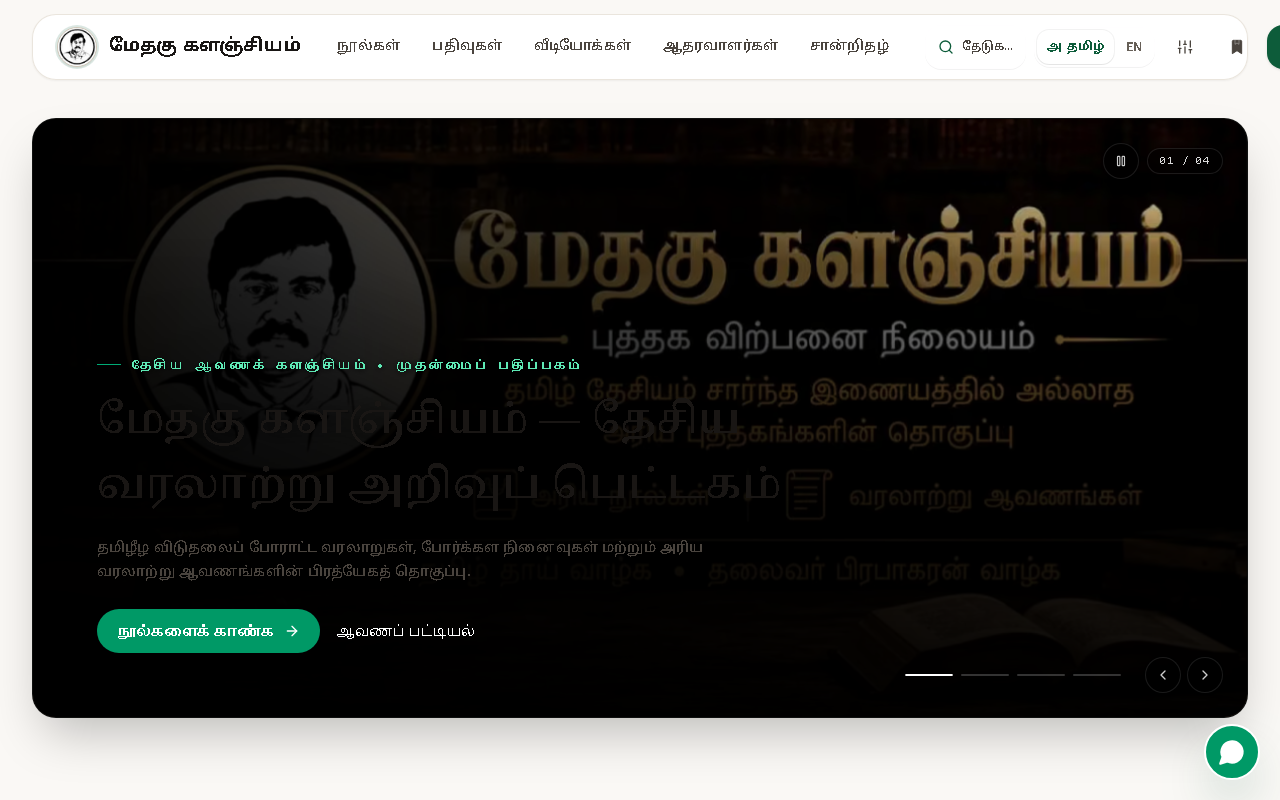 மேதகு களஞ்சியம்
நூல்கள்
பதிவுகள்
வீடியோக்கள்
ஆதரவாளர்கள்
சான்றிதழ்
தேடுக...
அ தமிழ்
EN
01 / 04
மேதகு களஞ்சியம்
புத்தக விற்பனை நிலையம்
தமிழ் தேசியம் சார்ந்த இணையத்தில் அல்லாத
அரிய புத்தகங்களின் தொகுப்பு
அரிய நூல்கள்
வரலாற்று ஆவணங்கள்
தாய் வாழ்க • தலைவர் பிரபாகரன் வாழ்க
தேசிய ஆவணக் களஞ்சியம் • முதன்மைப் பதிப்பகம்
மேதகு களஞ்சியம் — தேசிய
வரலாற்று அறிவுப் பெட்டகம்
தமிழீழ விடுதலைப் போராட்ட வரலாறுகள், போர்க்கள நினைவுகள் மற்றும் அரிய
வரலாற்று ஆவணங்களின் பிரத்யேகத் தொகுப்பு.
நூல்களைக் காண்க
ஆவணப் பட்டியல்